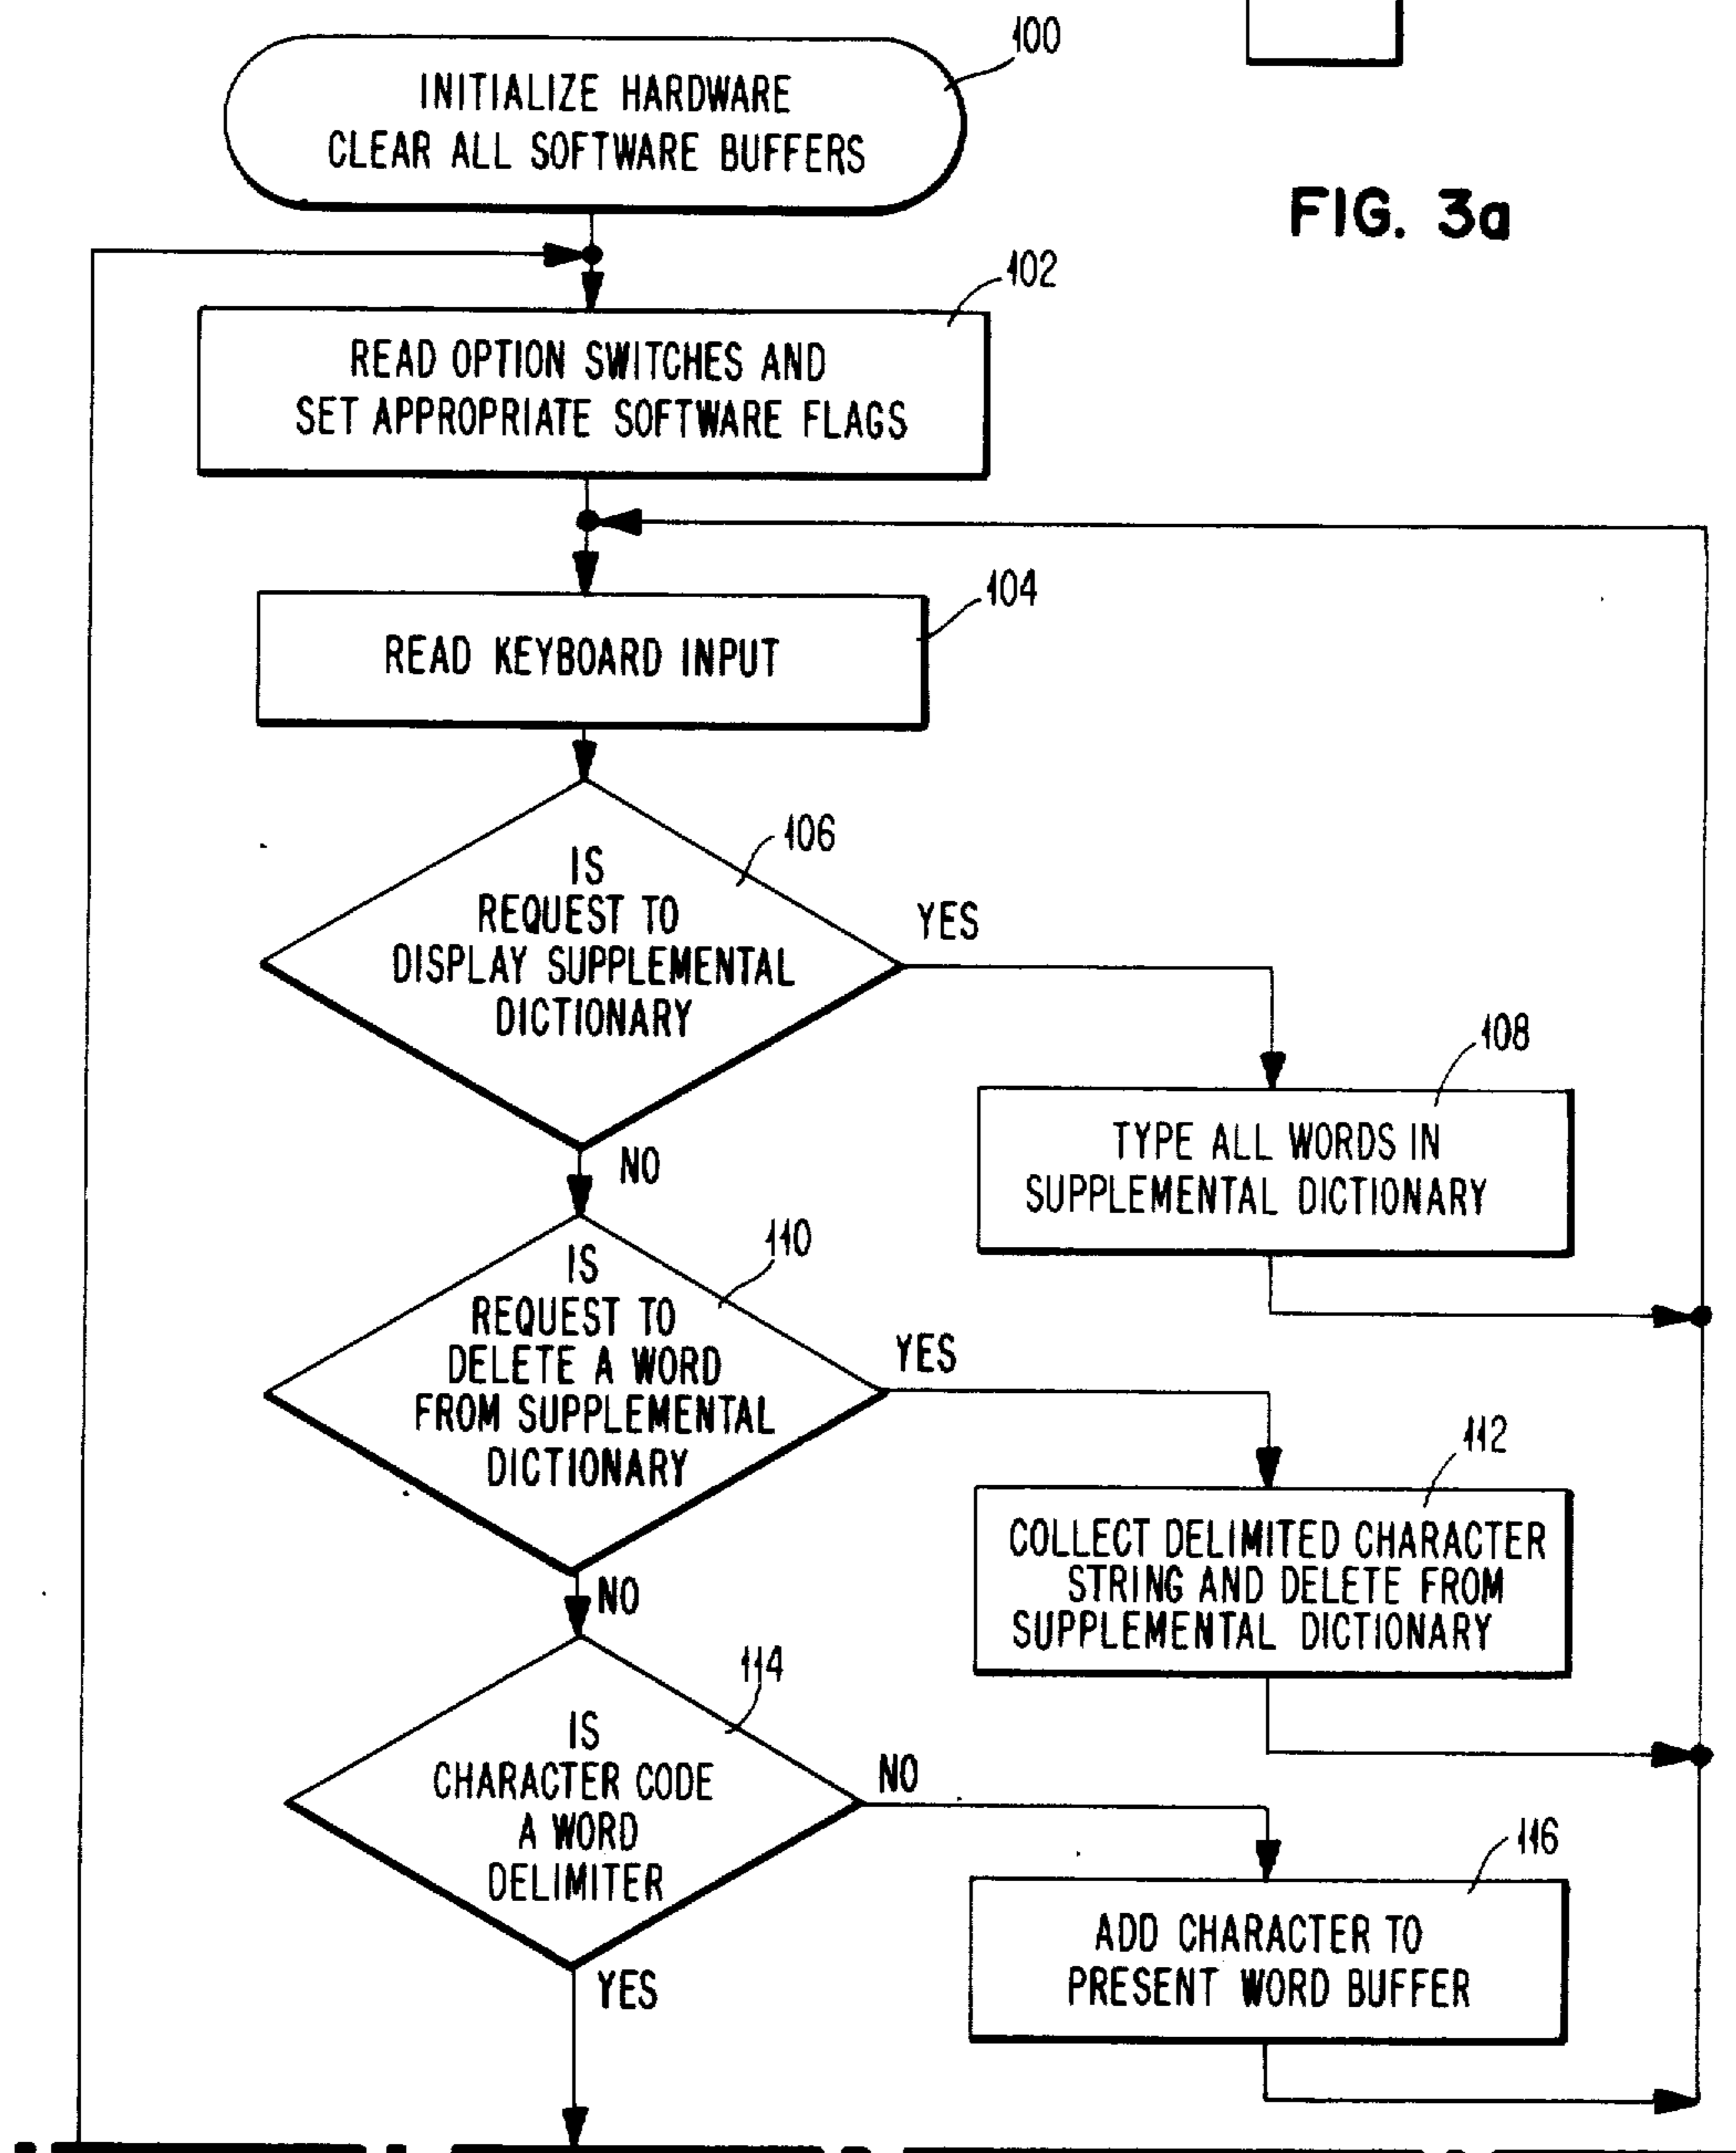 100
INITIALIZE HARDWARE
CLEAR ALL SOFTWARE BUFFERS
FIG. 3a
102
READ OPTION SWITCHES AND
SET APPROPRIATE SOFTWARE FLAGS
104
READ KEYBOARD INPUT
106
IS
REQUEST TO
DISPLAY SUPPLEMENTAL
DICTIONARY
YES
NO
108
TYPE ALL WORDS IN
SUPPLEMENTAL DICTIONARY
110
IS
REQUEST TO
DELETE A WORD
FROM SUPPLEMENTAL
DICTIONARY
YES
NO
112
COLLECT DELIMITED CHARACTER
STRING AND DELETE FROM
SUPPLEMENTAL DICTIONARY
114
IS
CHARACTER CODE
A WORD
DELIMITER
NO
YES
116
ADD CHARACTER TO
PRESENT WORD BUFFER